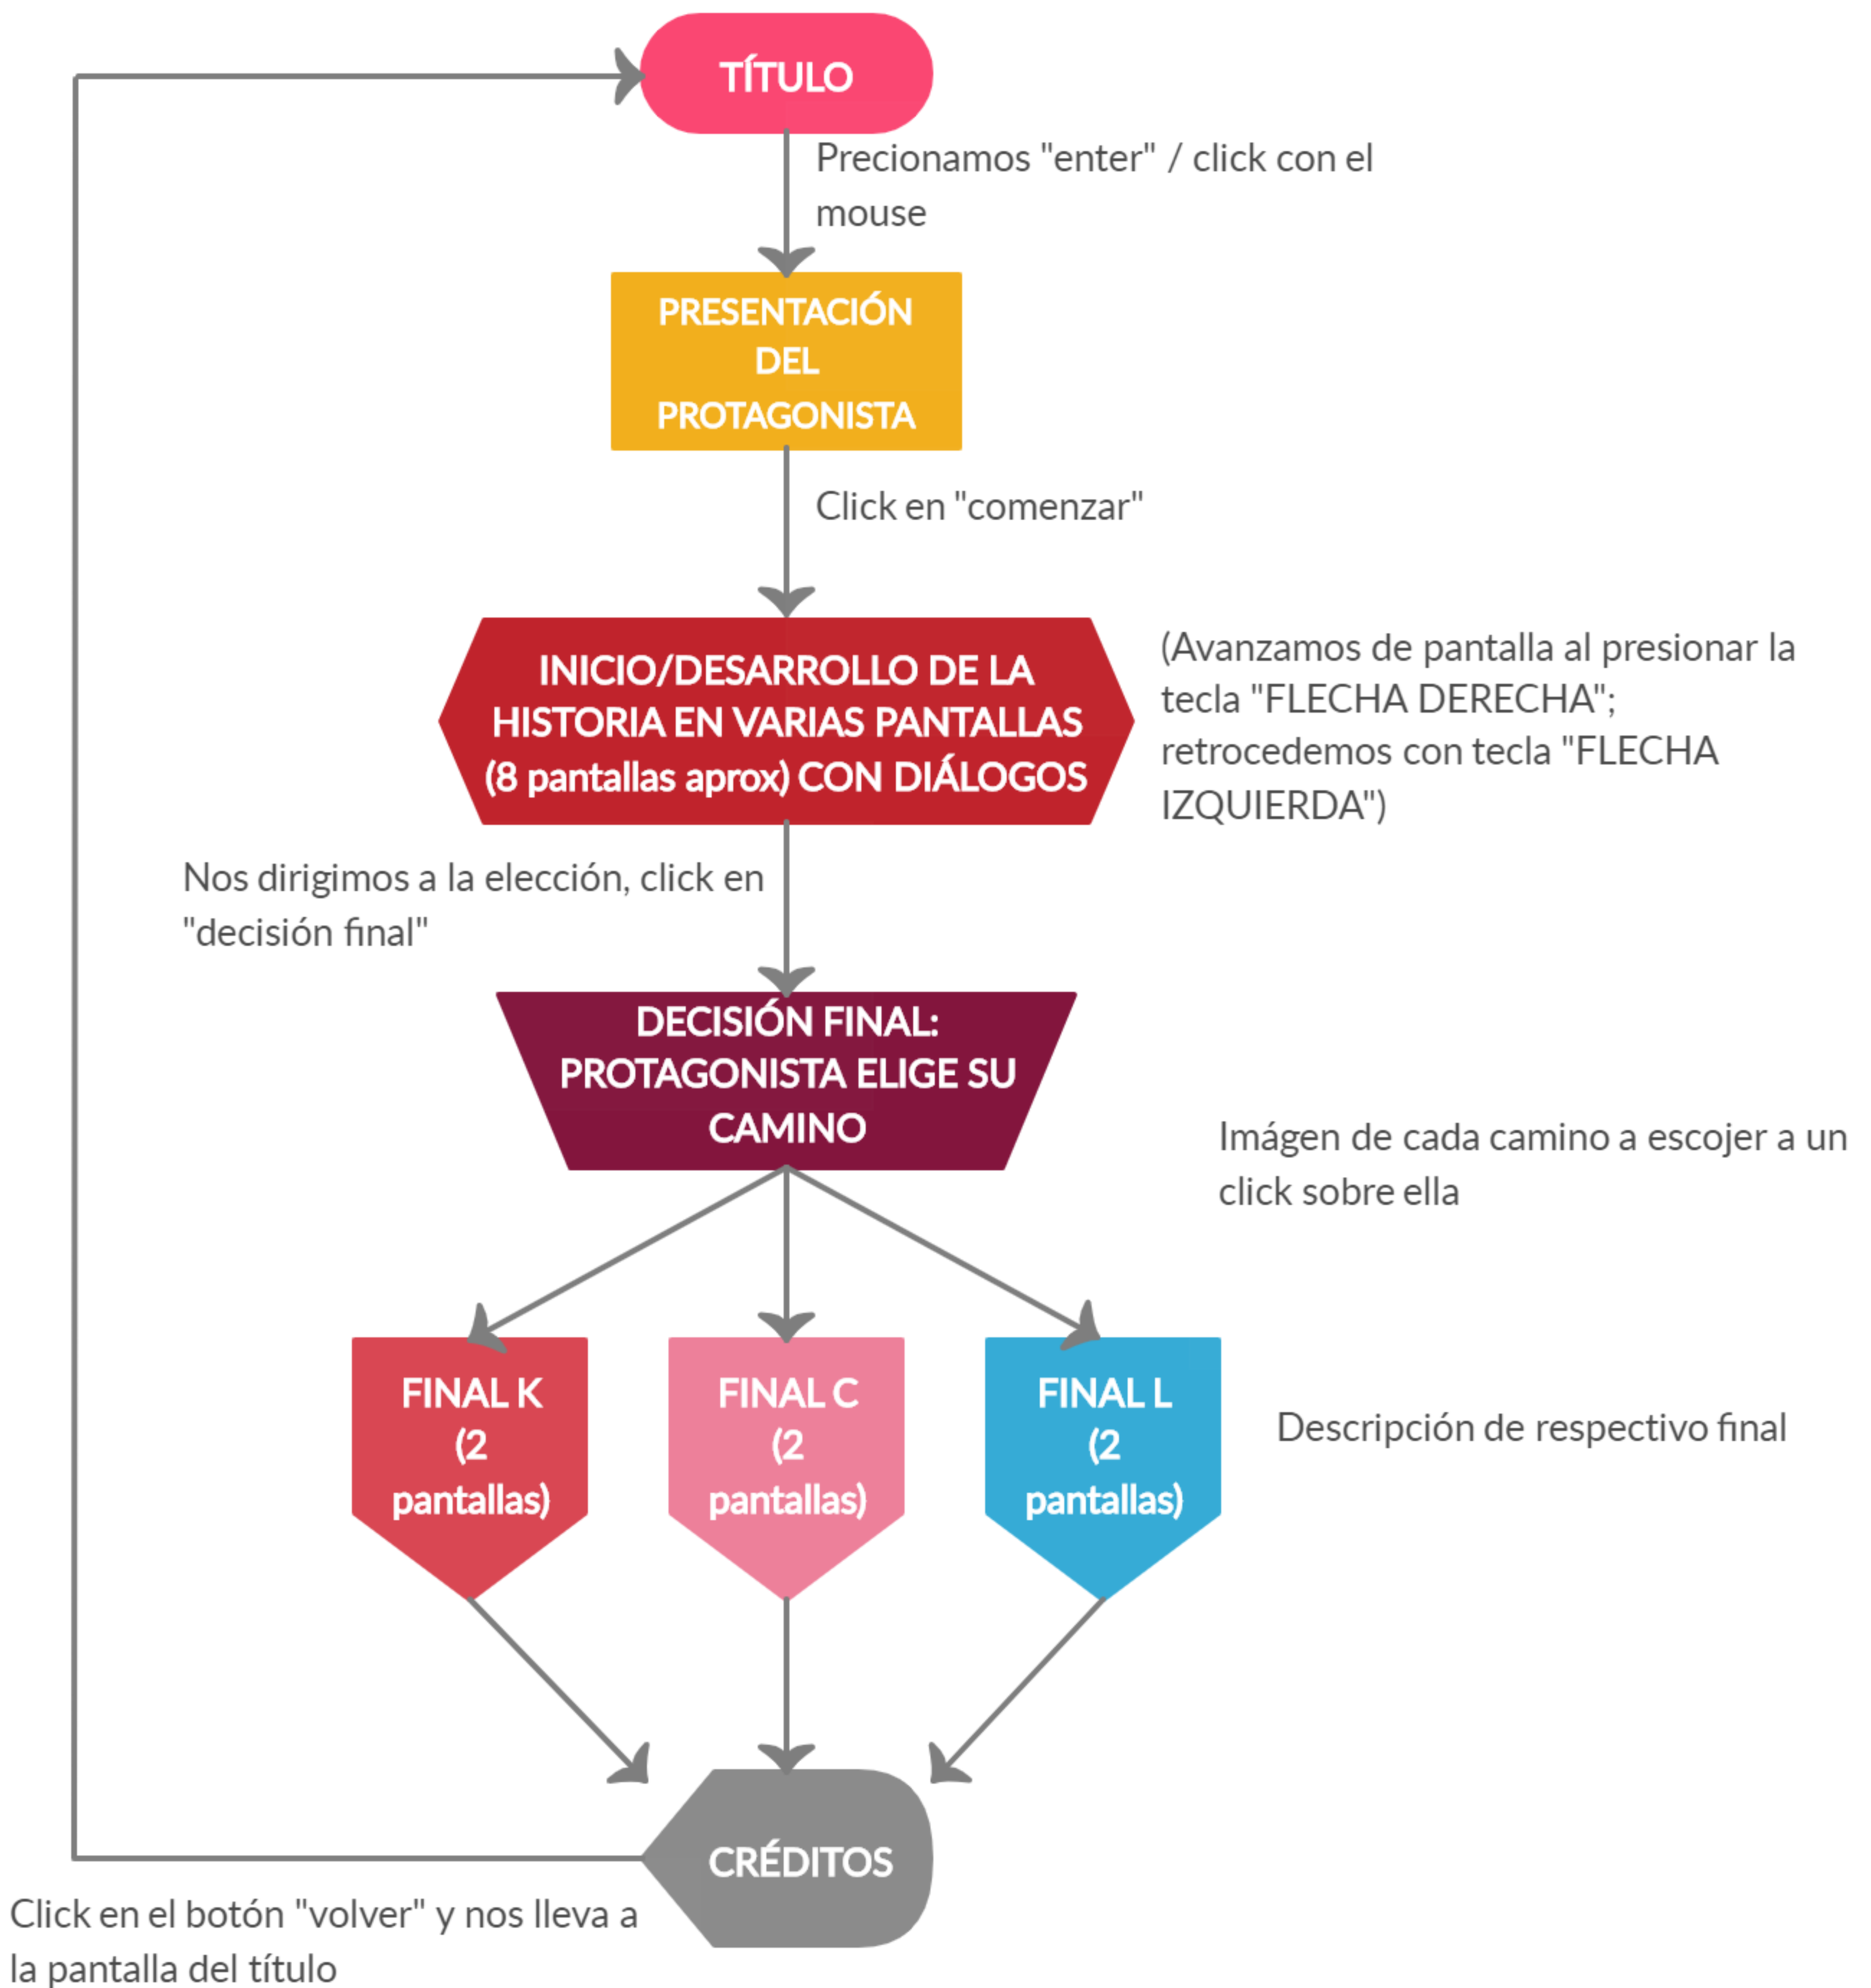 TÍTULO
Precionamos "enter" / click con el
mouse
PRESENTACIÓN
DEL
PROTAGONISTA
Click en "comenzar"
INICIO/DESARROLLO DE LA
HISTORIA EN VARIAS PANTALLAS
(8 pantallas aprox) CON DIÁLOGOS
(Avanzamos de pantalla al presionar la
tecla "FLECHA DERECHA";
retrocedemos con tecla "FLECHA
IZQUIERDA")
Nos dirigimos a la elección, click en
"decisión final"
DECISIÓN FINAL:
PROTAGONISTA ELIGE SU
CAMINO
Imágen de cada camino a escojer a un
click sobre ella
FINAL K
(2
pantallas)
FINAL C
(2
pantallas)
FINAL L
(2
pantallas)
Descripción de respectivo final
CRÉDITOS
Click en el botón "volver" y nos lleva a
la pantalla del título